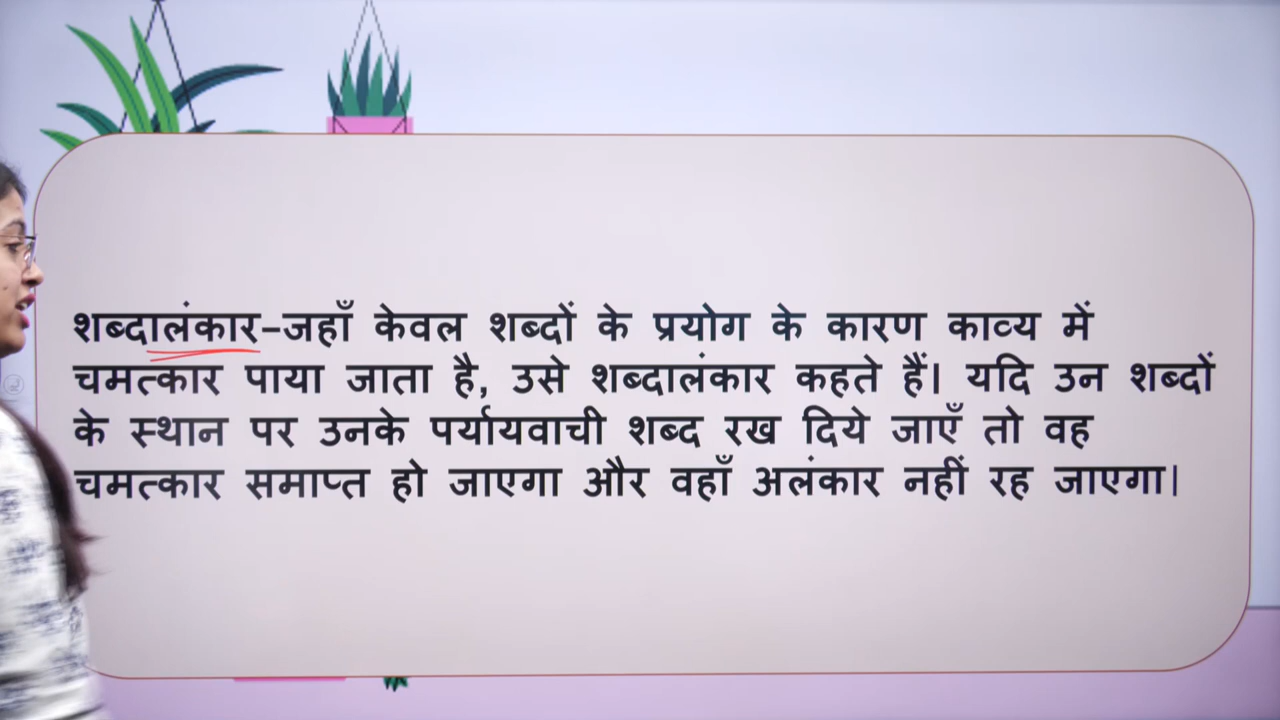 शब्दालंकार–जहाँ केवल शब्दों के प्रयोग के कारण काव्य में
चमत्कार पाया जाता है, उसे शब्दालंकार कहते हैं। यदि उन शब्दों
के स्थान पर उनके पर्यायवाची शब्द रख दिये जाएँ तो वह
चमत्कार समाप्त हो जाएगा और वहाँ अलंकार नहीं रह जाएगा।